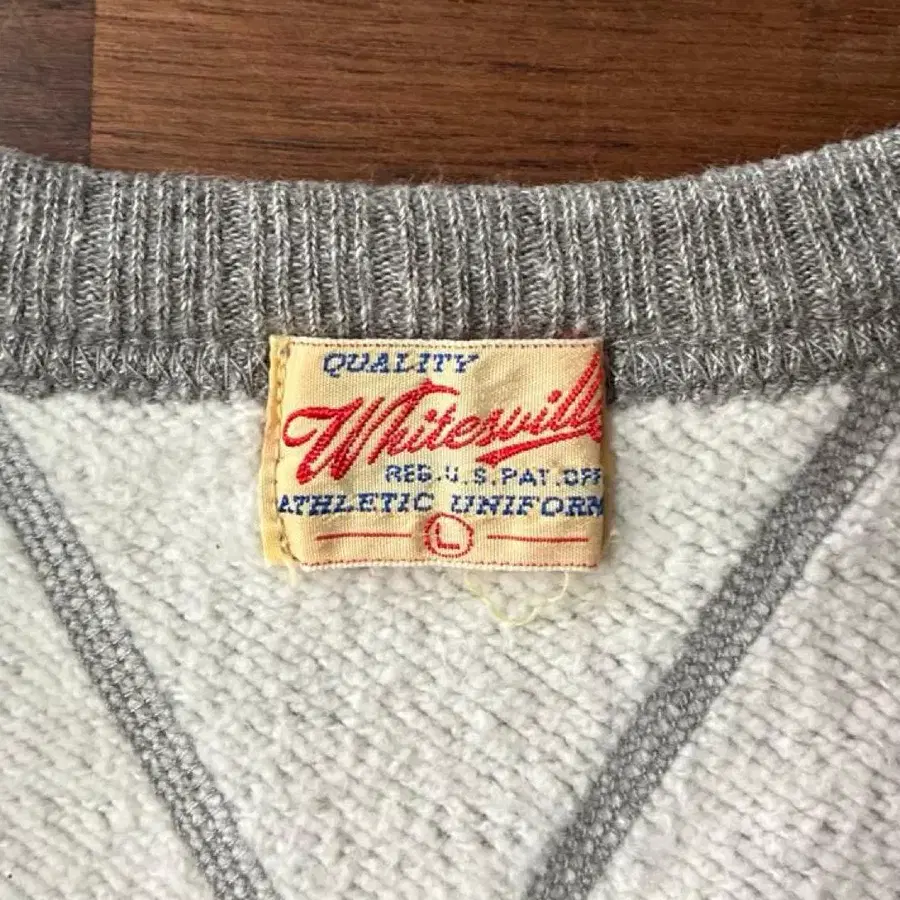 QUALITY
Whitesvill
REG.U.S.PAT.OFF
ATHLETIC UNIFORM
L